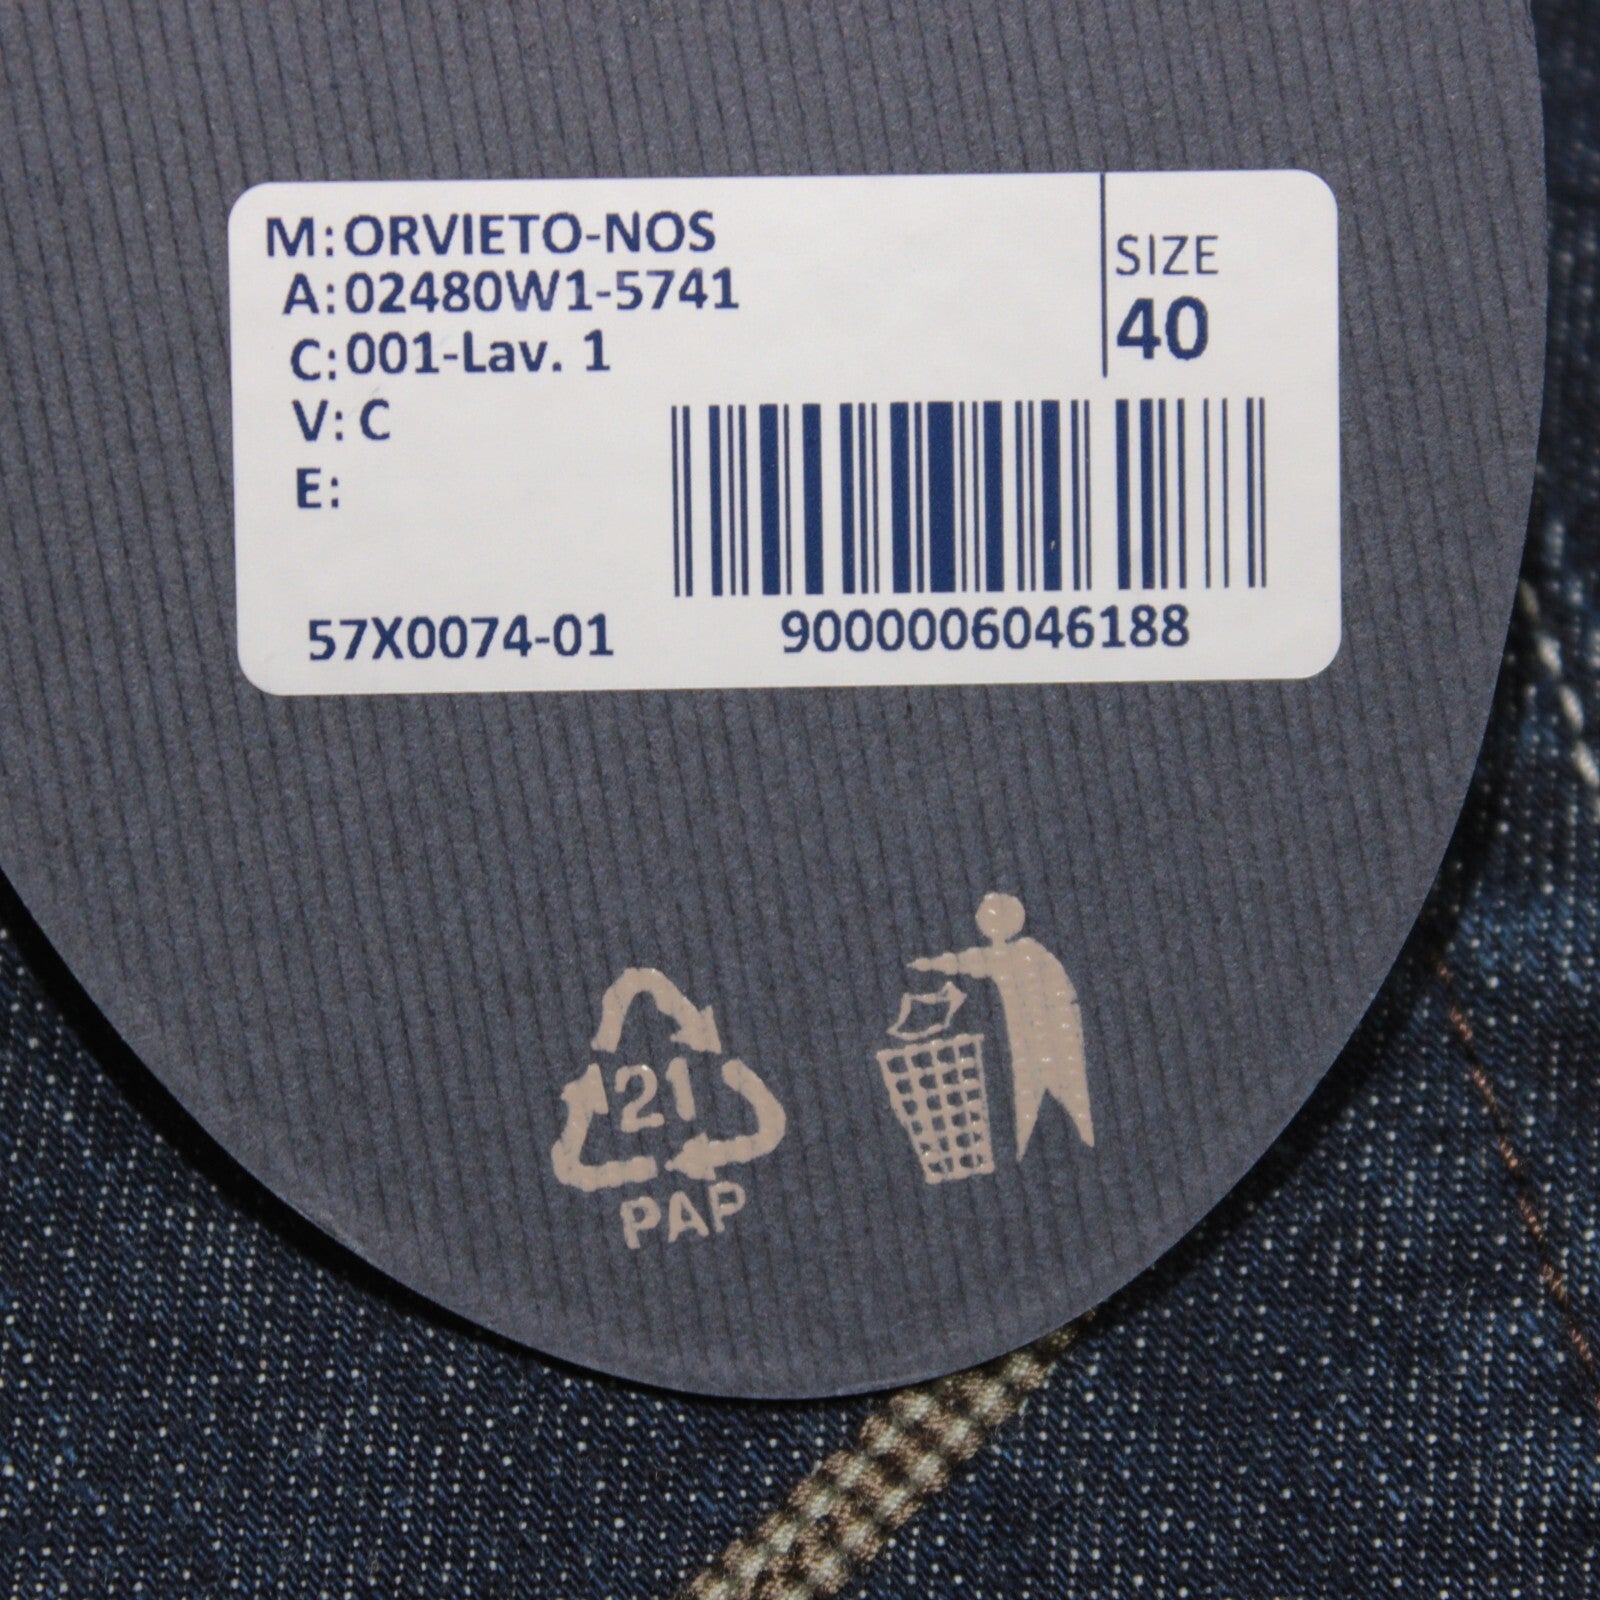 M:ORVIETO-NOS
A:02480W1-5741
C:001-Lav. 1
V: C
E:
SIZE
40
57X0074-01
9000006046188
21
PAP